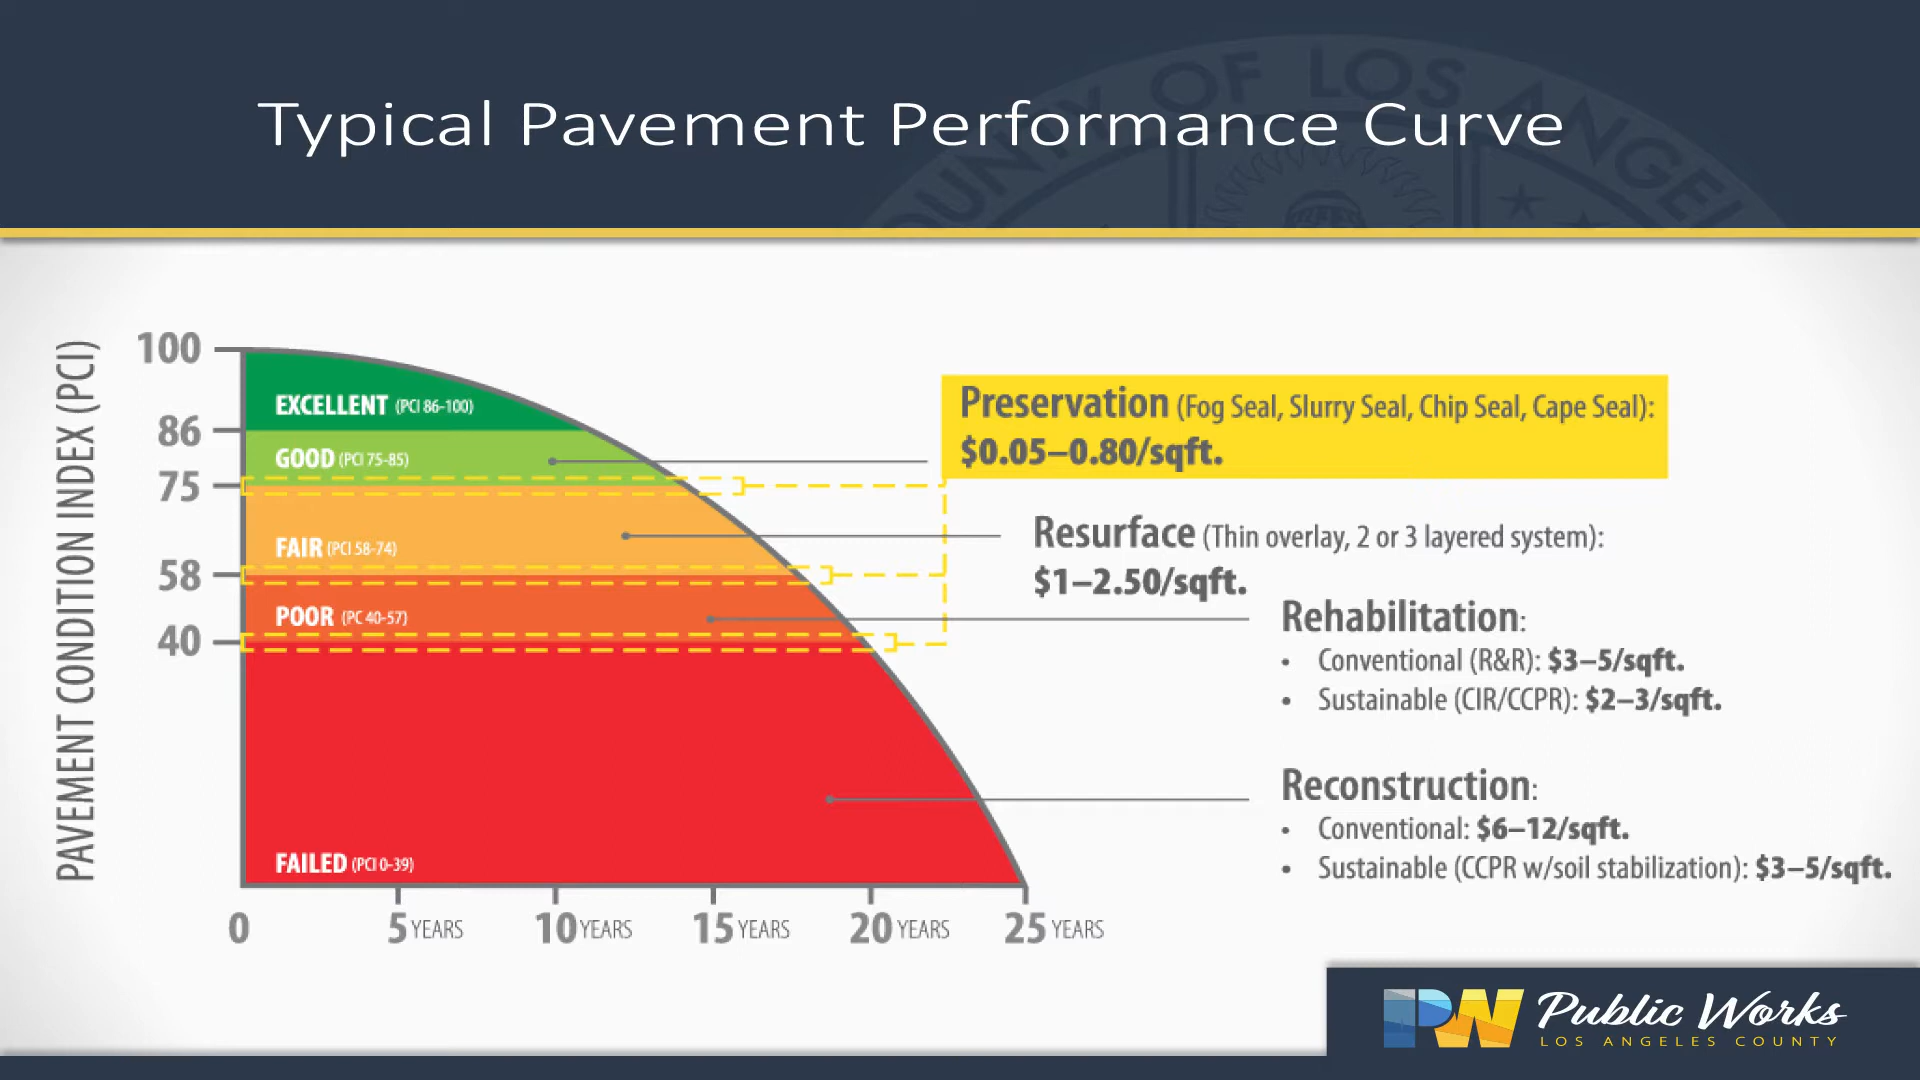 COUNTY OF LOS ANGEL
Typical Pavement Performance Curve
PAVEMENT CONDITION INDEX (PCI)
100
86
75
58
40
EXCELLENT (PCI 86-100)
GOOD (PCI 75-85)
FAIR (PCI 58-74)
POOR (PC 40-57)
FAILED (PCI 0-39)
0
5 YEARS
10 YEARS
15 YEARS
20 YEARS
25 YEARS
Preservation (Fog Seal, Slurry Seal, Chip Seal, Cape Seal):
$0.05–0.80/sqft.
Resurface (Thin overlay, 2 or 3 layered system):
$1–2.50/sqft.
Rehabilitation:
• Conventional (R&R): $3–5/sqft.
• Sustainable (CIR/CCPR): $2–3/sqft.
Reconstruction:
• Conventional: $6–12/sqft.
• Sustainable (CCPR w/soil stabilization): $3–5/sqft.
PW Public Works
LOS ANGELES COUNTY